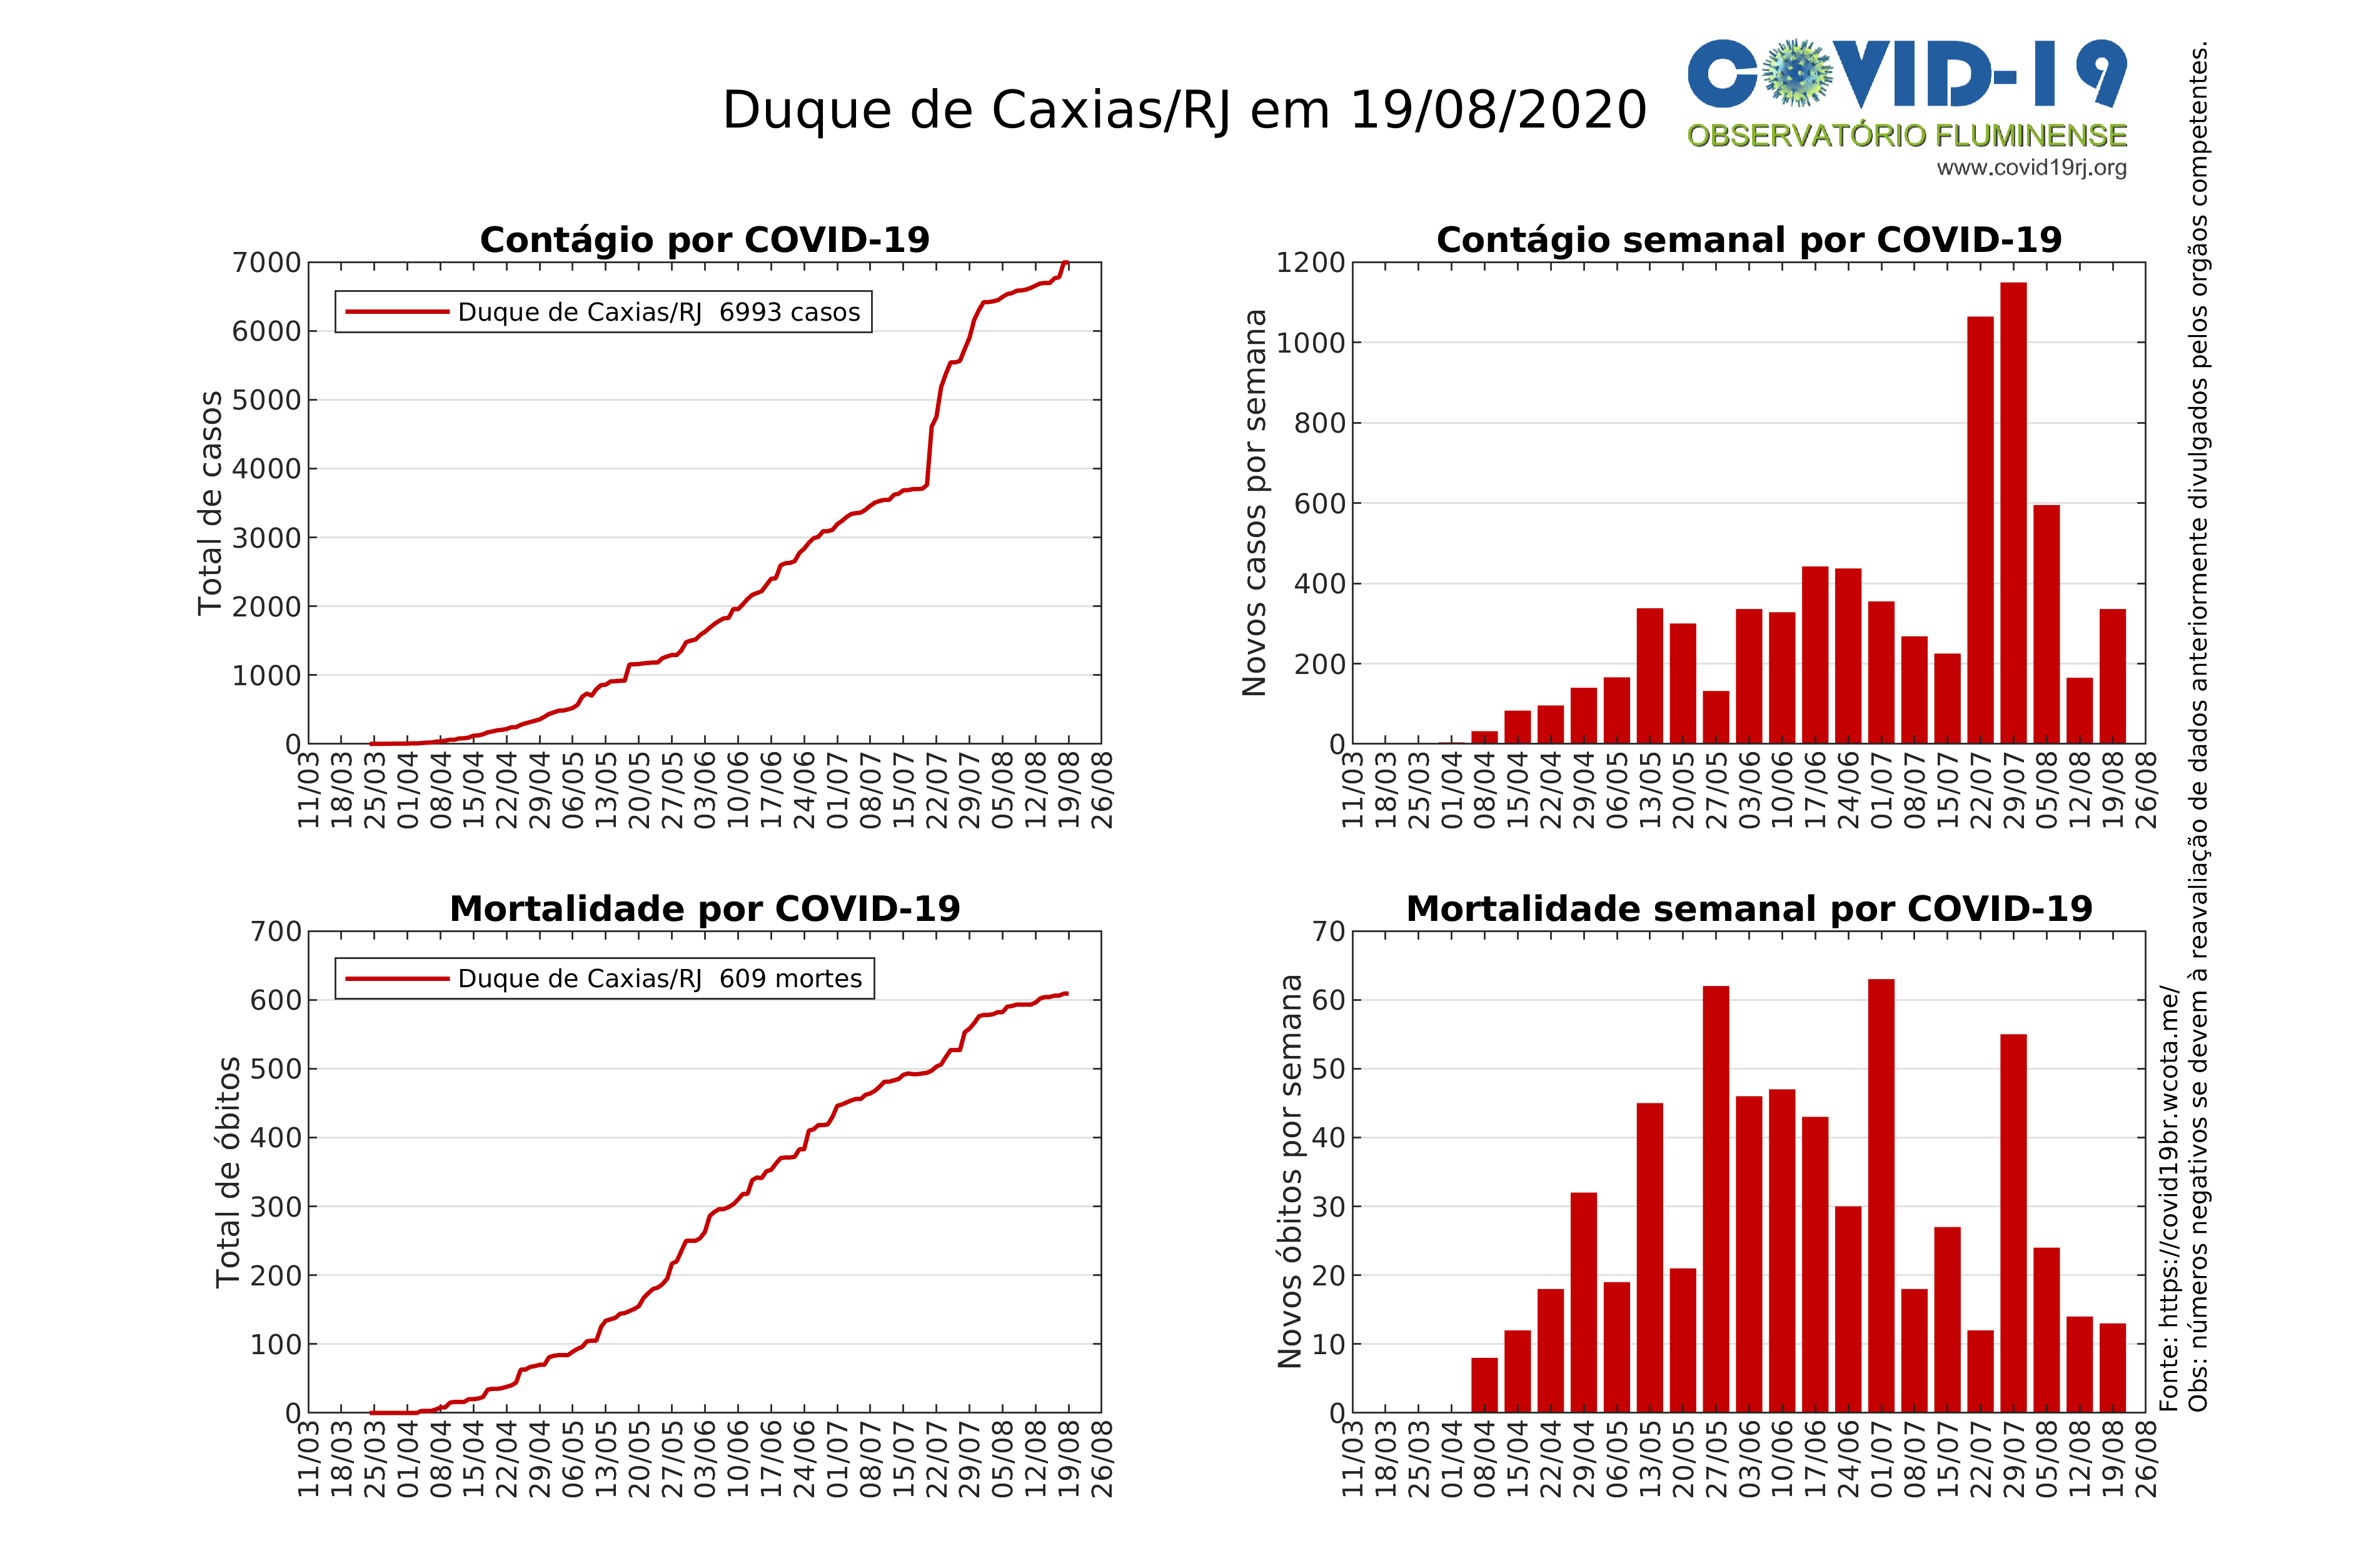 Duque de Caxias/RJ em 19/08/2020
COVID-19
OBSERVATÓRIO FLUMINENSE
www.covid19rj.org
Contágio por COVID-19
Total de casos
7000
6000
5000
4000
3000
2000
1000
0
Duque de Caxias/RJ 6993 casos
11/03 18/03 25/03 01/04 08/04 15/04 22/04 29/04 06/05 13/05 20/05 27/05 03/06 10/06 17/06 24/06 01/07 08/07 15/07 22/07 29/07 05/08 12/08 19/08 26/08
Contágio semanal por COVID-19
Novos casos por semana
1200
1000
800
600
400
200
0
11/03 18/03 25/03 01/04 08/04 15/04 22/04 29/04 06/05 13/05 20/05 27/05 03/06 10/06 17/06 24/06 01/07 08/07 15/07 22/07 29/07 05/08 12/08 19/08 26/08
Mortalidade por COVID-19
Total de óbitos
700
600
500
400
300
200
100
0
Duque de Caxias/RJ 609 mortes
11/03 18/03 25/03 01/04 08/04 15/04 22/04 29/04 06/05 13/05 20/05 27/05 03/06 10/06 17/06 24/06 01/07 08/07 15/07 22/07 29/07 05/08 12/08 19/08 26/08
Mortalidade semanal por COVID-19
Novos óbitos por semana
70
60
50
40
30
20
10
0
11/03 18/03 25/03 01/04 08/04 15/04 22/04 29/04 06/05 13/05 20/05 27/05 03/06 10/06 17/06 24/06 01/07 08/07 15/07 22/07 29/07 05/08 12/08 19/08 26/08
Fonte: https://covid19br.wcota.me/
Obs: números negativos se devem à reavaliação de dados anteriormente divulgados pelos orgãos competentes.